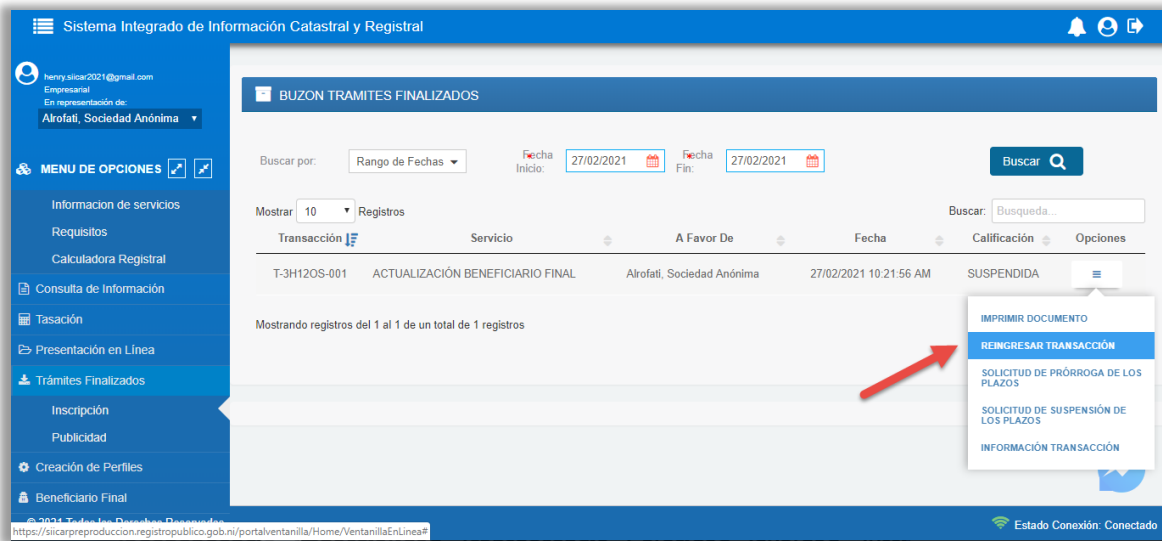 Sistema Integrado de Información Catastral y Registral
henry.siicar2021@gmail.com
Empresarial
En representación de:
Alrofati, Sociedad Anónima
MENU DE OPCIONES
Informacion de servicios
Requisitos
Calculadora Registral
Consulta de Información
Tasación
Presentación en Línea
Trámites Finalizados
Inscripción
Publicidad
Creación de Perfiles
Beneficiario Final
© 2021 Todos los Derechos Reservados
https://siicarpreproduccion.registropublico.gob.ni/portalventanilla/Home/VentanillaEnLinea#
BUZON TRAMITES FINALIZADOS
Buscar por: Rango de Fechas Fecha Inicio: 27/02/2021 Fecha Fin: 27/02/2021 Buscar
Mostrar 10 Registros Buscar: Busqueda...
Transacción Servicio A Favor De Fecha Calificación Opciones
T-3H12OS-001 ACTUALIZACIÓN BENEFICIARIO FINAL Alrofati, Sociedad Anónima 27/02/2021 10:21:56 AM SUSPENDIDA
Mostrando registros del 1 al 1 de un total de 1 registros
IMPRIMIR DOCUMENTO
REINGRESAR TRANSACCIÓN
SOLICITUD DE PRÓRROGA DE LOS
PLAZOS
SOLICITUD DE SUSPENSIÓN DE
LOS PLAZOS
INFORMACIÓN TRANSACCIÓN
Estado Conexión: Conectado